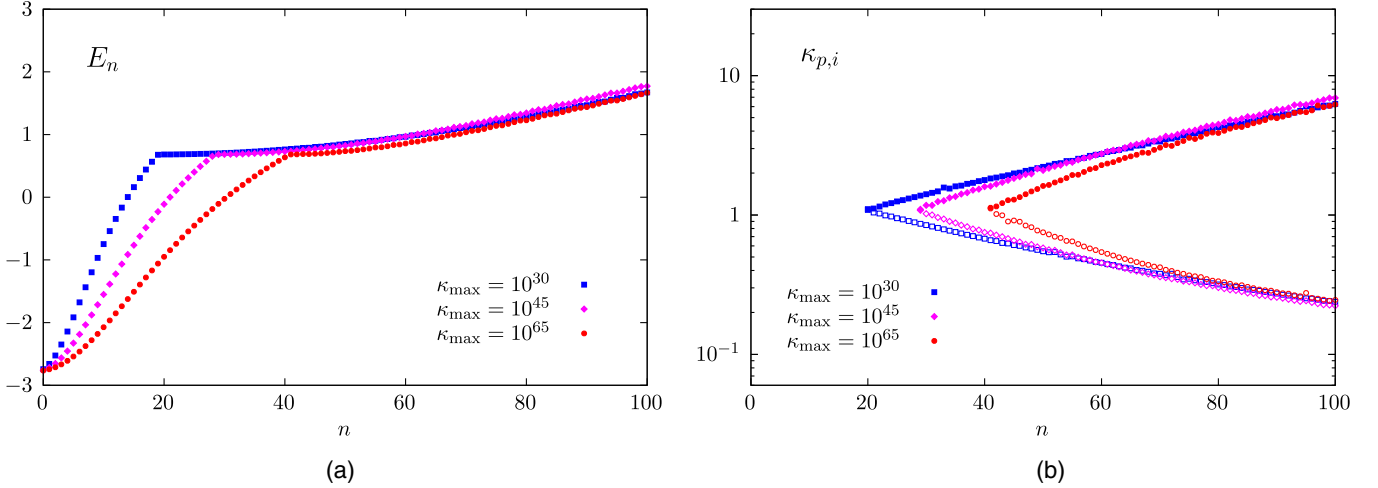 3
2
1
0
−1
−2
−3
E_n
κ_max = 10^30
κ_max = 10^45
κ_max = 10^65
0 20 40 60 80 100
n
(a)
10
1
10^−1
κ_{p,i}
κ_max = 10^30
κ_max = 10^45
κ_max = 10^65
0 20 40 60 80 100
n
(b)